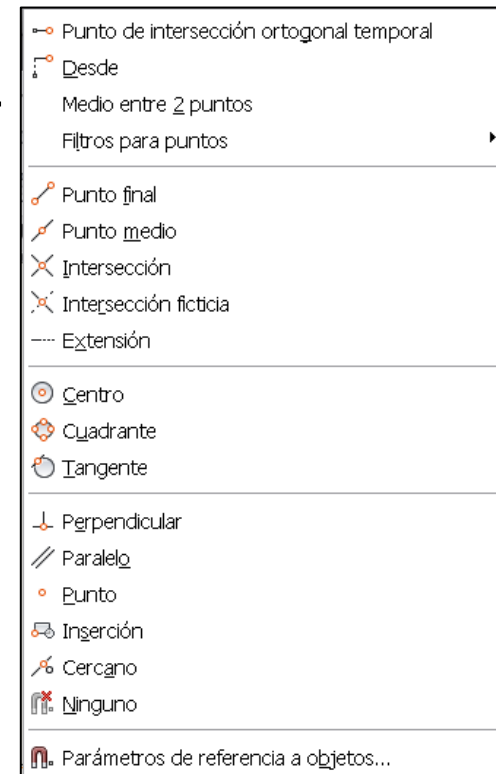 Punto de intersección ortogonal temporal
Desde
Medio entre 2 puntos
Filtros para puntos
Punto final
Punto medio
Intersección
Intersección ficticia
Extensión
Centro
Cuadrante
Tangente
Perpendicular
Paralelo
Punto
Inserción
Cercano
Ninguno
Parámetros de referencia a objetos...